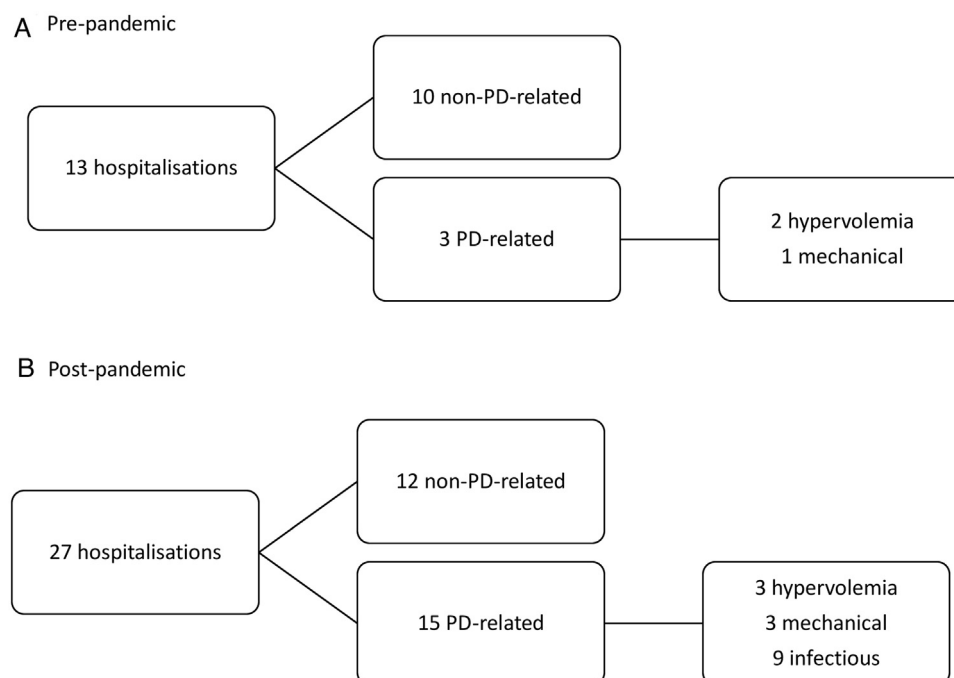 A Pre-pandemic
10 non-PD-related
13 hospitalisations
3 PD-related
2 hypervolemia
1 mechanical
B Post-pandemic
12 non-PD-related
27 hospitalisations
15 PD-related
3 hypervolemia
3 mechanical
9 infectious